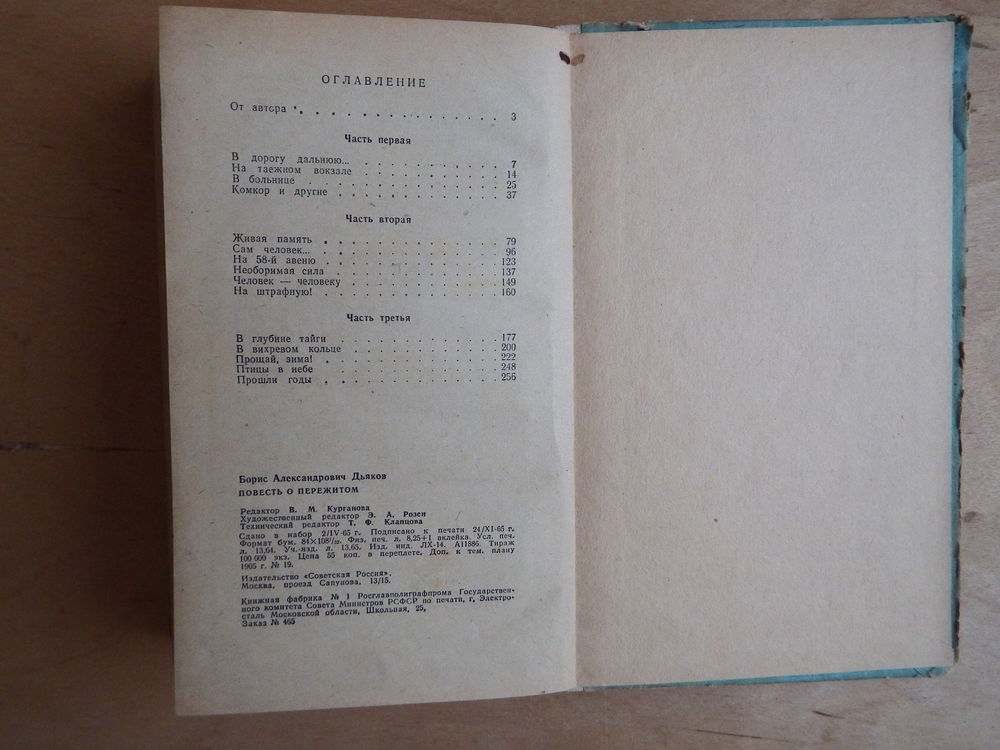 ОГЛАВЛЕНИЕ
От автора . . . . . . . . . . . . . . . . 3
Часть первая
В дорогу дальнюю... . . . . . . . . . . . 7
На таежном вокзале . . . . . . . . . . . 14
В больнице . . . . . . . . . . . . . . . 25
Комкор и другие . . . . . . . . . . . . 37
Часть вторая
Живая память . . . . . . . . . . . . . . 79
Сам человек... . . . . . . . . . . . . . 96
На 58-й авеню . . . . . . . . . . . . . 123
Необоримая сила . . . . . . . . . . . . 137
Человек — человеку . . . . . . . . . . . 149
На штрафную! . . . . . . . . . . . . . . 160
Часть третья
В глубине тайги . . . . . . . . . . . . 177
В вихревом кольце . . . . . . . . . . . 200
Прощай, зима! . . . . . . . . . . . . . 222
Птицы в небе . . . . . . . . . . . . . . 248
Прошли годы . . . . . . . . . . . . . . 256
Борис Александрович Дьяков
ПОВЕСТЬ О ПЕРЕЖИТОМ
Редактор В. М. Курганова
Художественный редактор Э. А. Розен
Технический редактор Т. Ф. Клапцова
Сдано в набор 2/IV-65 г. Подписано к печати 24/XI-65 г.
Формат бум. 84×108¹/₃₂. Физ. печ. л. 8,25+1 вклейка. Усл. печ.
л. 13,64. Уч.-изд. л. 13,65. Изд. инд. ЛХ-14. А11886. Тираж
100 000 экз. Цена 55 коп. в переплете. Доп. к тем. плану
1965 г. № 19.
Издательство «Советская Россия».
Москва, проезд Сапунова, 13/15.
Книжная фабрика № 1 Росглавполиграфпрома Государствен-
ного комитета Совета Министров РСФСР по печати, г. Электро-
сталь Московской области, Школьная, 25,
Заказ № 465